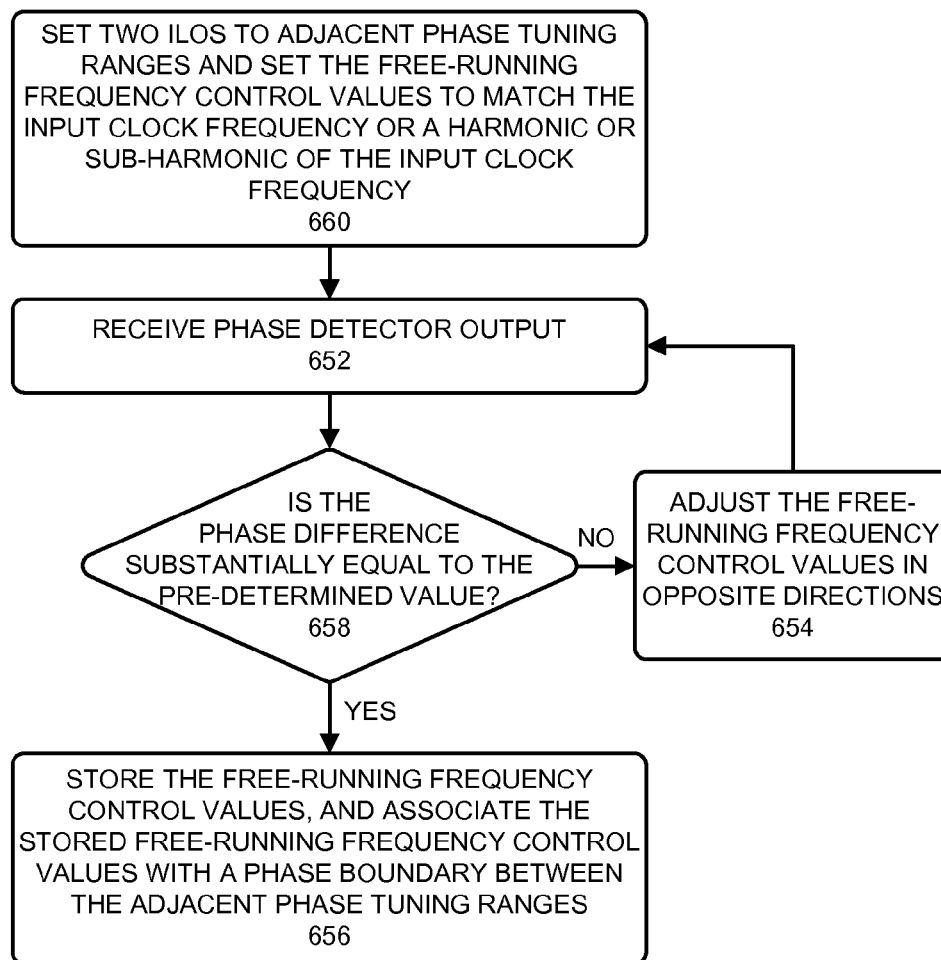 SET TWO ILOS TO ADJACENT PHASE TUNING
RANGES AND SET THE FREE-RUNNING
FREQUENCY CONTROL VALUES TO MATCH THE
INPUT CLOCK FREQUENCY OR A HARMONIC OR
SUB-HARMONIC OF THE INPUT CLOCK
FREQUENCY
660
RECEIVE PHASE DETECTOR OUTPUT
652
IS THE
PHASE DIFFERENCE
SUBSTANTIALLY EQUAL TO THE
PRE-DETERMINED VALUE?
658
NO
ADJUST THE FREE-
RUNNING FREQUENCY
CONTROL VALUES IN
OPPOSITE DIRECTIONS
654
YES
STORE THE FREE-RUNNING FREQUENCY
CONTROL VALUES, AND ASSOCIATE THE
STORED FREE-RUNNING FREQUENCY CONTROL
VALUES WITH A PHASE BOUNDARY BETWEEN
THE ADJACENT PHASE TUNING RANGES
656